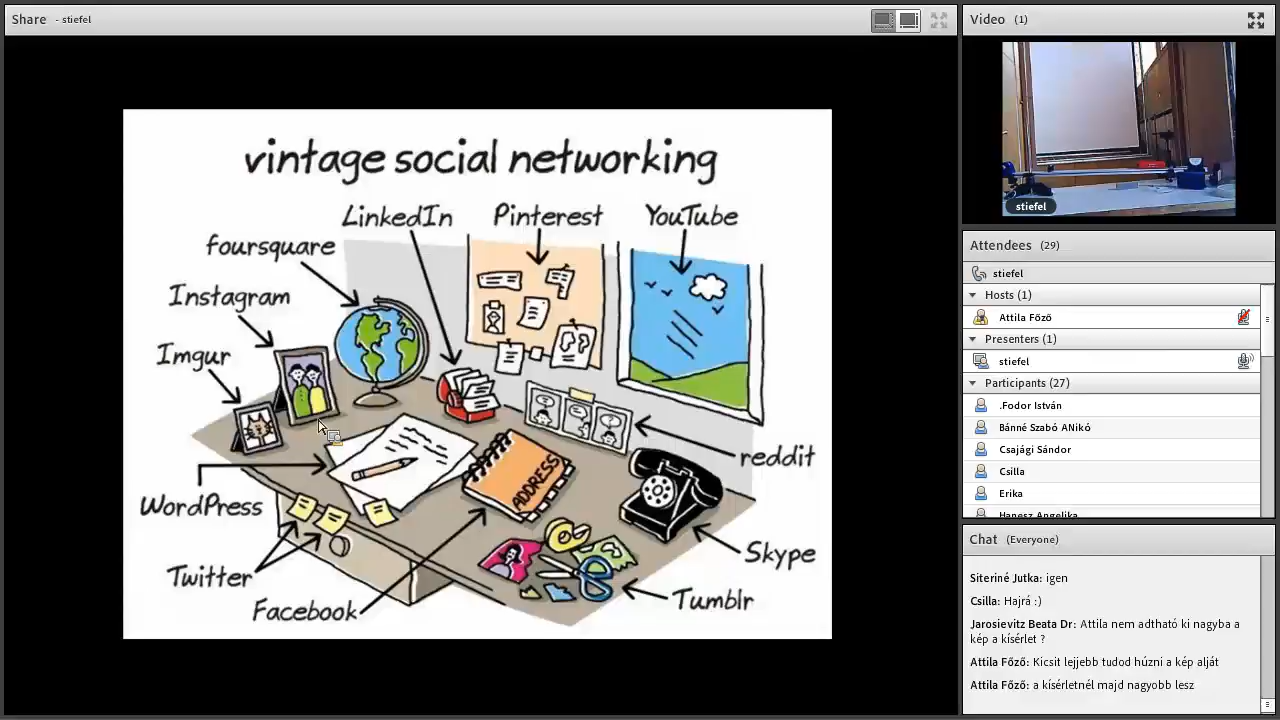 Share - stiefel
vintage social networking
LinkedIn
Pinterest
YouTube
foursquare
Instagram
Imgur
reddit
ADDRESS
WordPress
Skype
Twitter
Tumblr
Facebook
Video (1)
stiefel
Attendees (29)
stiefel
Hosts (1)
Attila Főző
Presenters (1)
stiefel
Participants (27)
.Fodor István
Bánné Szabó ANikó
Csajági Sándor
Csilla
Erika
Hanesz Angelika
Chat (Everyone)
Siteriné Jutka: igen
Csilla: Hajrá :)
Jarosievitz Beata Dr: Attila nem adtható ki nagyba a
kép a kísérlet ?
Attila Főző: Kicsit lejjebb tudod húzni a kép alját
Attila Főző: a kísérletnél majd nagyobb lesz